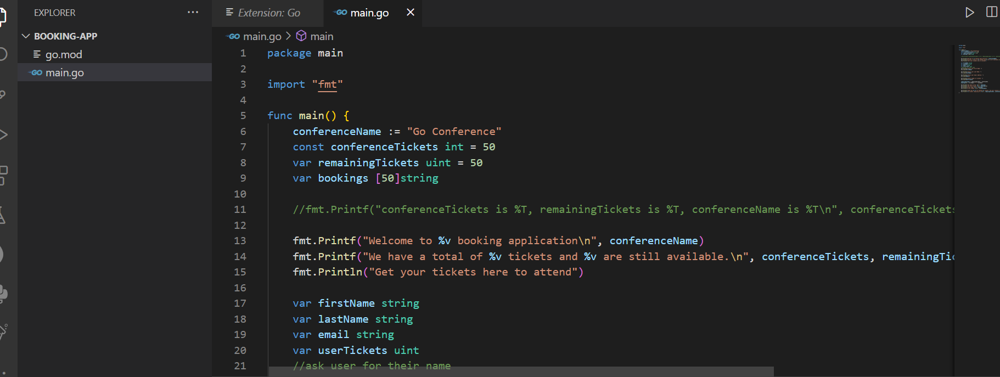 EXPLORER
BOOKING-APP
go.mod
GO main.go
Extension: Go
GO main.go
GO main.go > main
1 package main
2
3 import "fmt"
4
5 func main() {
6 conferenceName := "Go Conference"
7 const conferenceTickets int = 50
8 var remainingTickets uint = 50
9 var bookings [50]string
10
11 //fmt.Printf("conferenceTickets is %T, remainingTickets is %T, conferenceName is %T\n", conferenceTickets
12
13 fmt.Printf("Welcome to %v booking application\n", conferenceName)
14 fmt.Printf("We have a total of %v tickets and %v are still available.\n", conferenceTickets, remainingTic
15 fmt.Println("Get your tickets here to attend")
16
17 var firstName string
18 var lastName string
19 var email string
20 var userTickets uint
21 //ask user for their name